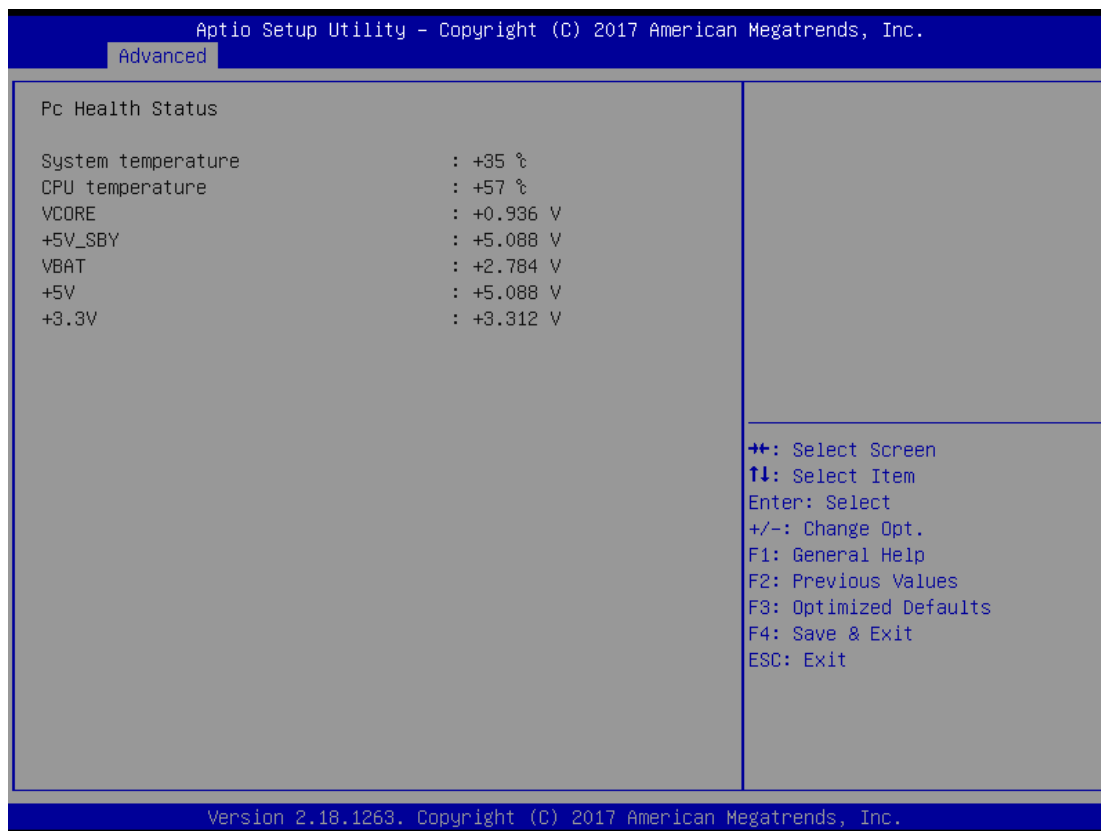 Aptio Setup Utility – Copyright (C) 2017 American Megatrends, Inc.
Advanced
Pc Health Status
System temperature : +35 ℃
CPU temperature : +57 ℃
VCORE : +0.936 V
+5V_SBY : +5.088 V
VBAT : +2.784 V
+5V : +5.088 V
+3.3V : +3.312 V
→←: Select Screen
↑↓: Select Item
Enter: Select
+/-: Change Opt.
F1: General Help
F2: Previous Values
F3: Optimized Defaults
F4: Save & Exit
ESC: Exit
Version 2.18.1263. Copyright (C) 2017 American Megatrends, Inc.